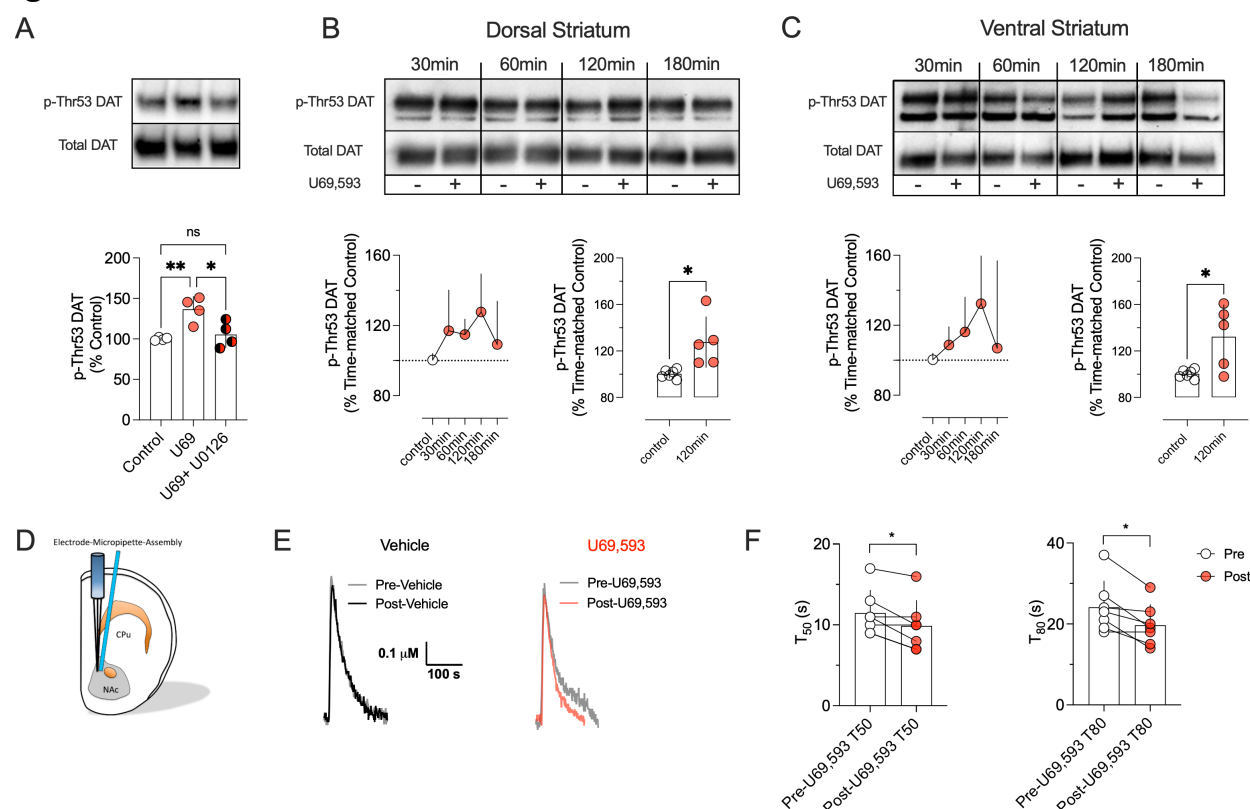 A
B
Dorsal Striatum
C
Ventral Striatum
30min 60min 120min 180min
30min 60min 120min 180min
p-Thr53 DAT
Total DAT
p-Thr53 DAT
Total DAT
U69,593
- + - + - + - +
p-Thr53 DAT
Total DAT
U69,593
- + - + - + - +
p-Thr53 DAT
(% Control)
200
150
100
50
0
ns
**
*
Control
U69
U69+ U0126
p-Thr53 DAT
(% Time-matched Control)
160
120
80
control
30min
60min
120min
180min
p-Thr53 DAT
(% Time-matched Control)
200
160
120
80
*
control
120min
p-Thr53 DAT
(% Time-matched Control)
160
120
80
control
30min
60min
120min
180min
p-Thr53 DAT
(% Time-matched Control)
200
160
120
80
*
control
120min
D
Electrode-Micropipette-Assembly
CPu
NAc
E
Vehicle
Pre-Vehicle
Post-Vehicle
0.1 µM
100 s
U69,593
Pre-U69,593
Post-U69,593
F
T50 (s)
20
10
0
*
Pre-U69,593 T50
Post-U69,593 T50
T80 (s)
40
20
0
*
Pre-U69,593 T80
Post-U69,593 T80
Pre
Post